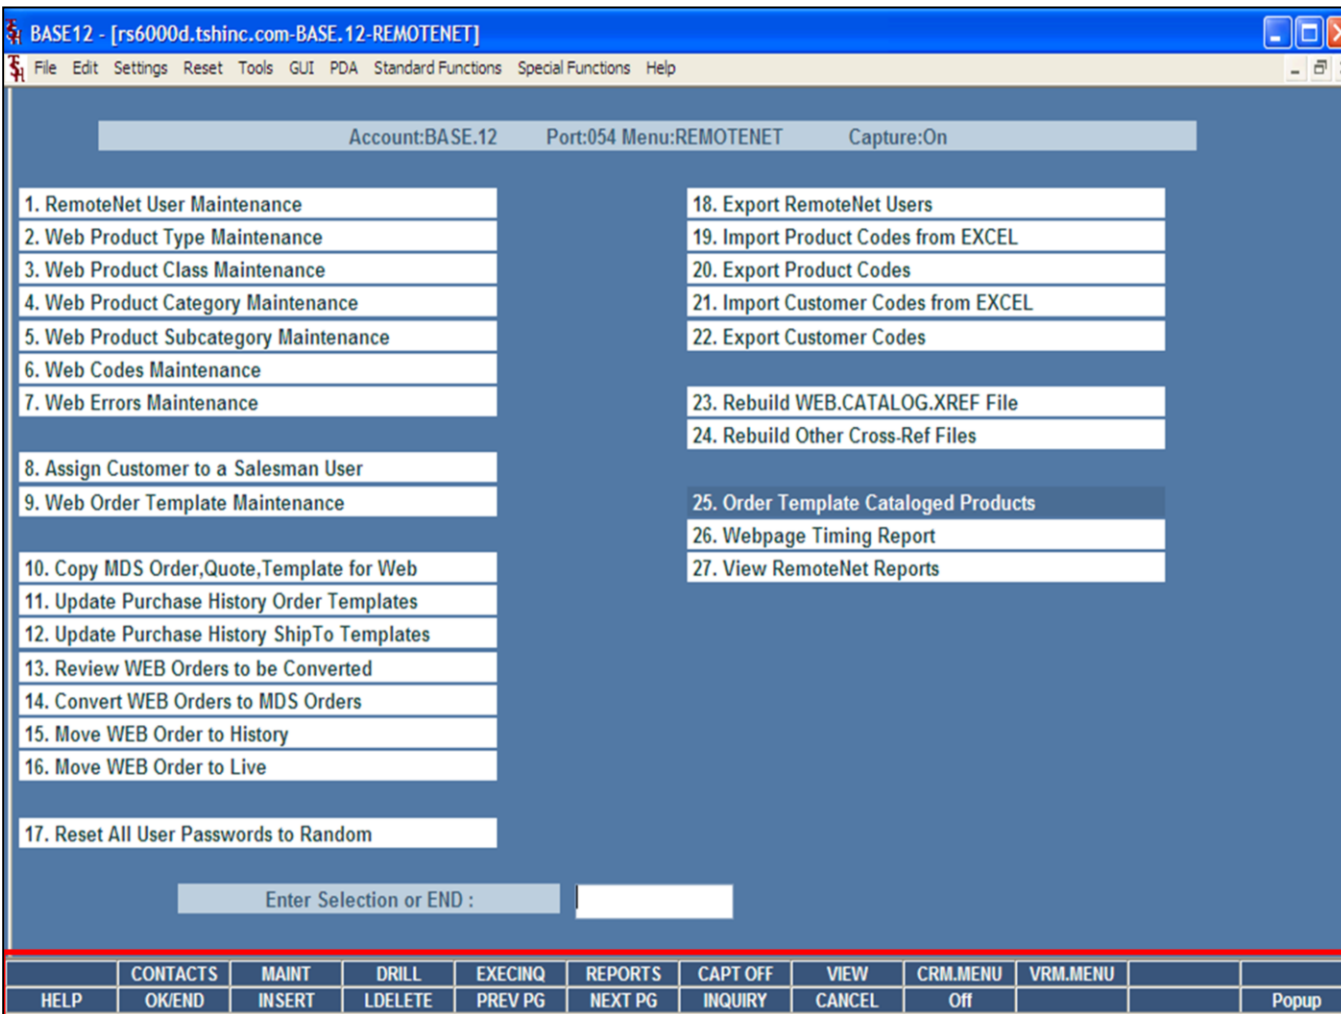 BASE12 - [rs6000d.tshinc.com-BASE.12-REMOTENET]
File Edit Settings Reset Tools GUI PDA Standard Functions Special Functions Help
Account:BASE.12 Port:054 Menu:REMOTENET Capture:On
1. RemoteNet User Maintenance
2. Web Product Type Maintenance
3. Web Product Class Maintenance
4. Web Product Category Maintenance
5. Web Product Subcategory Maintenance
6. Web Codes Maintenance
7. Web Errors Maintenance
8. Assign Customer to a Salesman User
9. Web Order Template Maintenance
10. Copy MDS Order,Quote,Template for Web
11. Update Purchase History Order Templates
12. Update Purchase History ShipTo Templates
13. Review WEB Orders to be Converted
14. Convert WEB Orders to MDS Orders
15. Move WEB Order to History
16. Move WEB Order to Live
17. Reset All User Passwords to Random
18. Export RemoteNet Users
19. Import Product Codes from EXCEL
20. Export Product Codes
21. Import Customer Codes from EXCEL
22. Export Customer Codes
23. Rebuild WEB.CATALOG.XREF File
24. Rebuild Other Cross-Ref Files
25. Order Template Cataloged Products
26. Webpage Timing Report
27. View RemoteNet Reports
Enter Selection or END :
CONTACTS MAINT DRILL EXECINQ REPORTS CAPT OFF VIEW CRM.MENU VRM.MENU
HELP OK/END INSERT LDELETE PREV PG NEXT PG INQUIRY CANCEL Off Popup